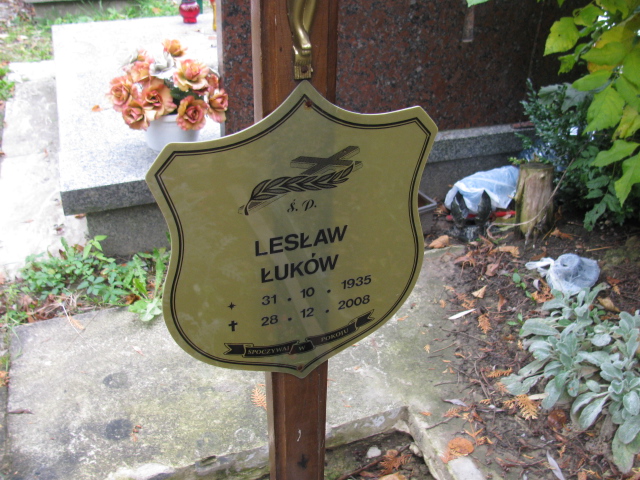 Ś. P.
LESŁAW
ŁUKÓW
31 . 10 . 1935
✝ 28 . 12 . 2008
SPOCZYWAJ W POKOJU